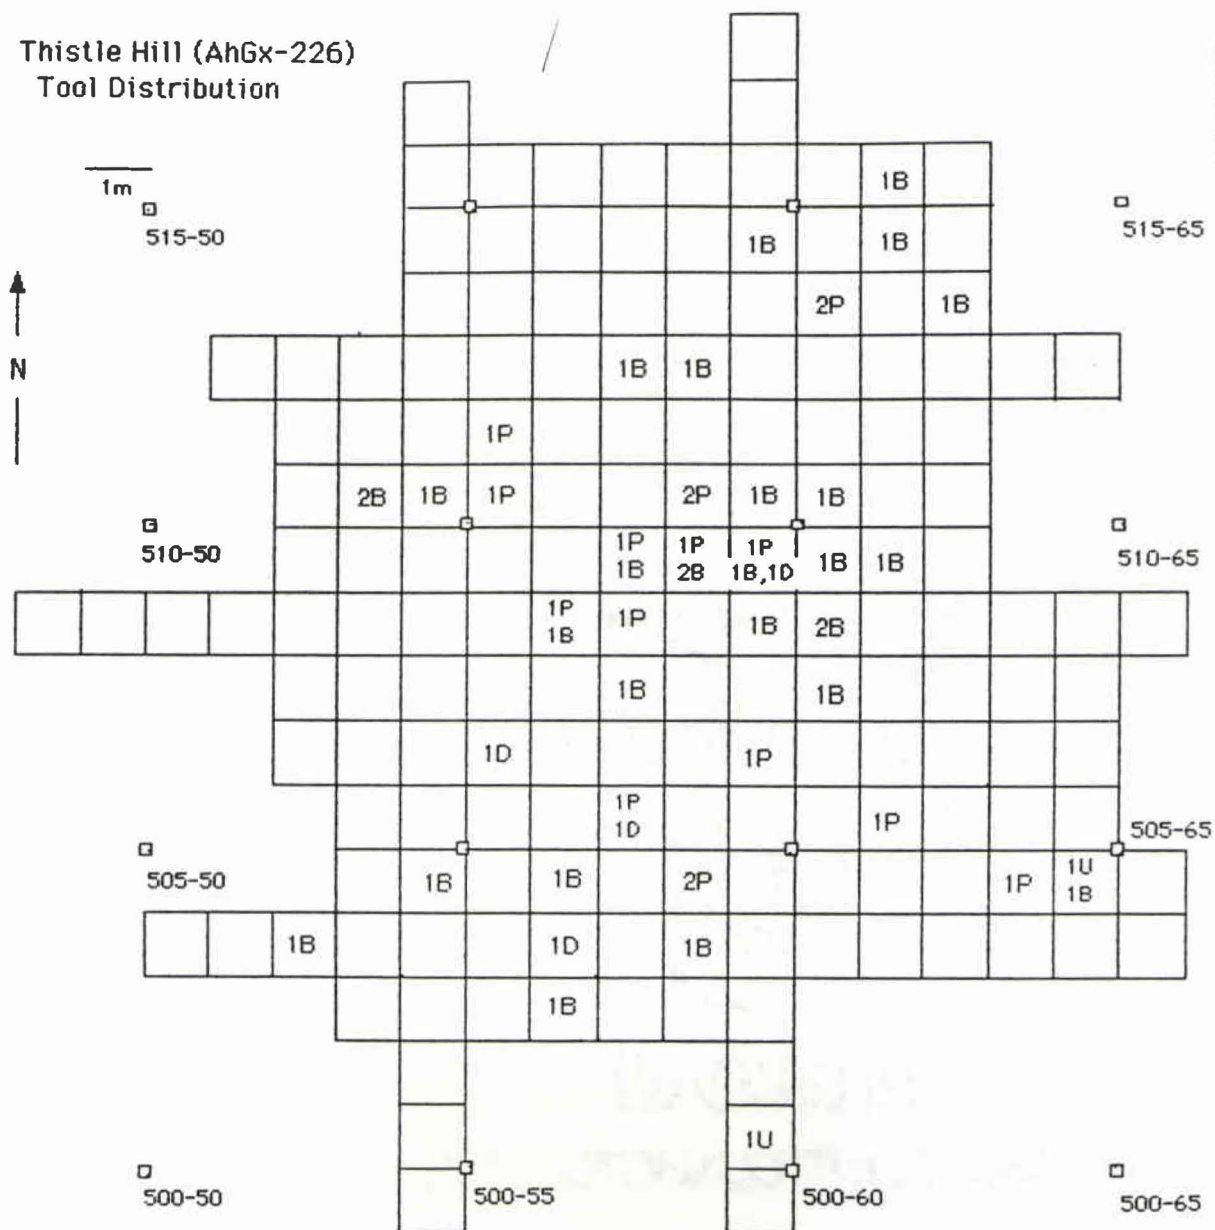 Thistle Hill (AhGx-226)
Tool Distribution
1m
1B
515-50
515-65
1B 1B
2P 1B
N
1B 1B
1P
2B 1B 1P 2P 1B 1B
510-50
510-65
1P 1P 1P
1B 2B 1B,1D 1B 1B
1P 1P 1B 2B
1B
1B 1B
1D 1P
1P 1P
1D
505-65
505-50
1B 1B 2P 1P 1U
1B
1B 1D 1B
1B
1U
500-50 500-55 500-60 500-65